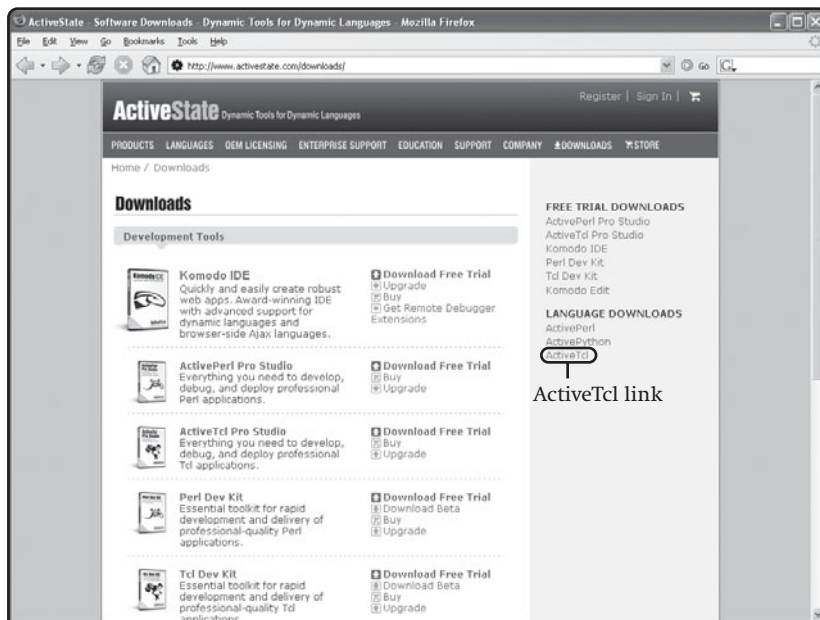 ActiveState - Software Downloads - Dynamic Tools for Dynamic Languages - Mozilla Firefox
File Edit View Go Bookmarks Tools Help
http://www.activestate.com/downloads/
Go
Register | Sign In |
ActiveState Dynamic Tools for Dynamic Languages
PRODUCTS LANGUAGES OEM LICENSING ENTERPRISE SUPPORT EDUCATION SUPPORT COMPANY DOWNLOADS STORE
Home / Downloads
Downloads
Development Tools
Komodo IDE
Quickly and easily create robust
web apps. Award-winning IDE
with advanced support for
dynamic languages and
browser-side Ajax languages.
Download Free Trial
Upgrade
Buy
Get Remote Debugger
Extensions
ActivePerl Pro Studio
Everything you need to develop,
debug, and deploy professional
Perl applications.
Download Free Trial
Buy
Upgrade
ActiveTcl Pro Studio
Everything you need to develop,
debug, and deploy professional
Tcl applications.
Download Free Trial
Buy
Upgrade
Perl Dev Kit
Essential toolkit for rapid
development and delivery of
professional-quality Perl
applications.
Download Free Trial
Download Beta
Buy
Upgrade
Tcl Dev Kit
Essential toolkit for rapid
development and delivery of
professional-quality Tcl
applications.
Download Free Trial
Download Beta
Buy
Upgrade
FREE TRIAL DOWNLOADS
ActivePerl Pro Studio
ActiveTcl Pro Studio
Komodo IDE
Perl Dev Kit
Tcl Dev Kit
Komodo Edit
LANGUAGE DOWNLOADS
ActivePerl
ActivePython
ActiveTcl
ActiveTcl link